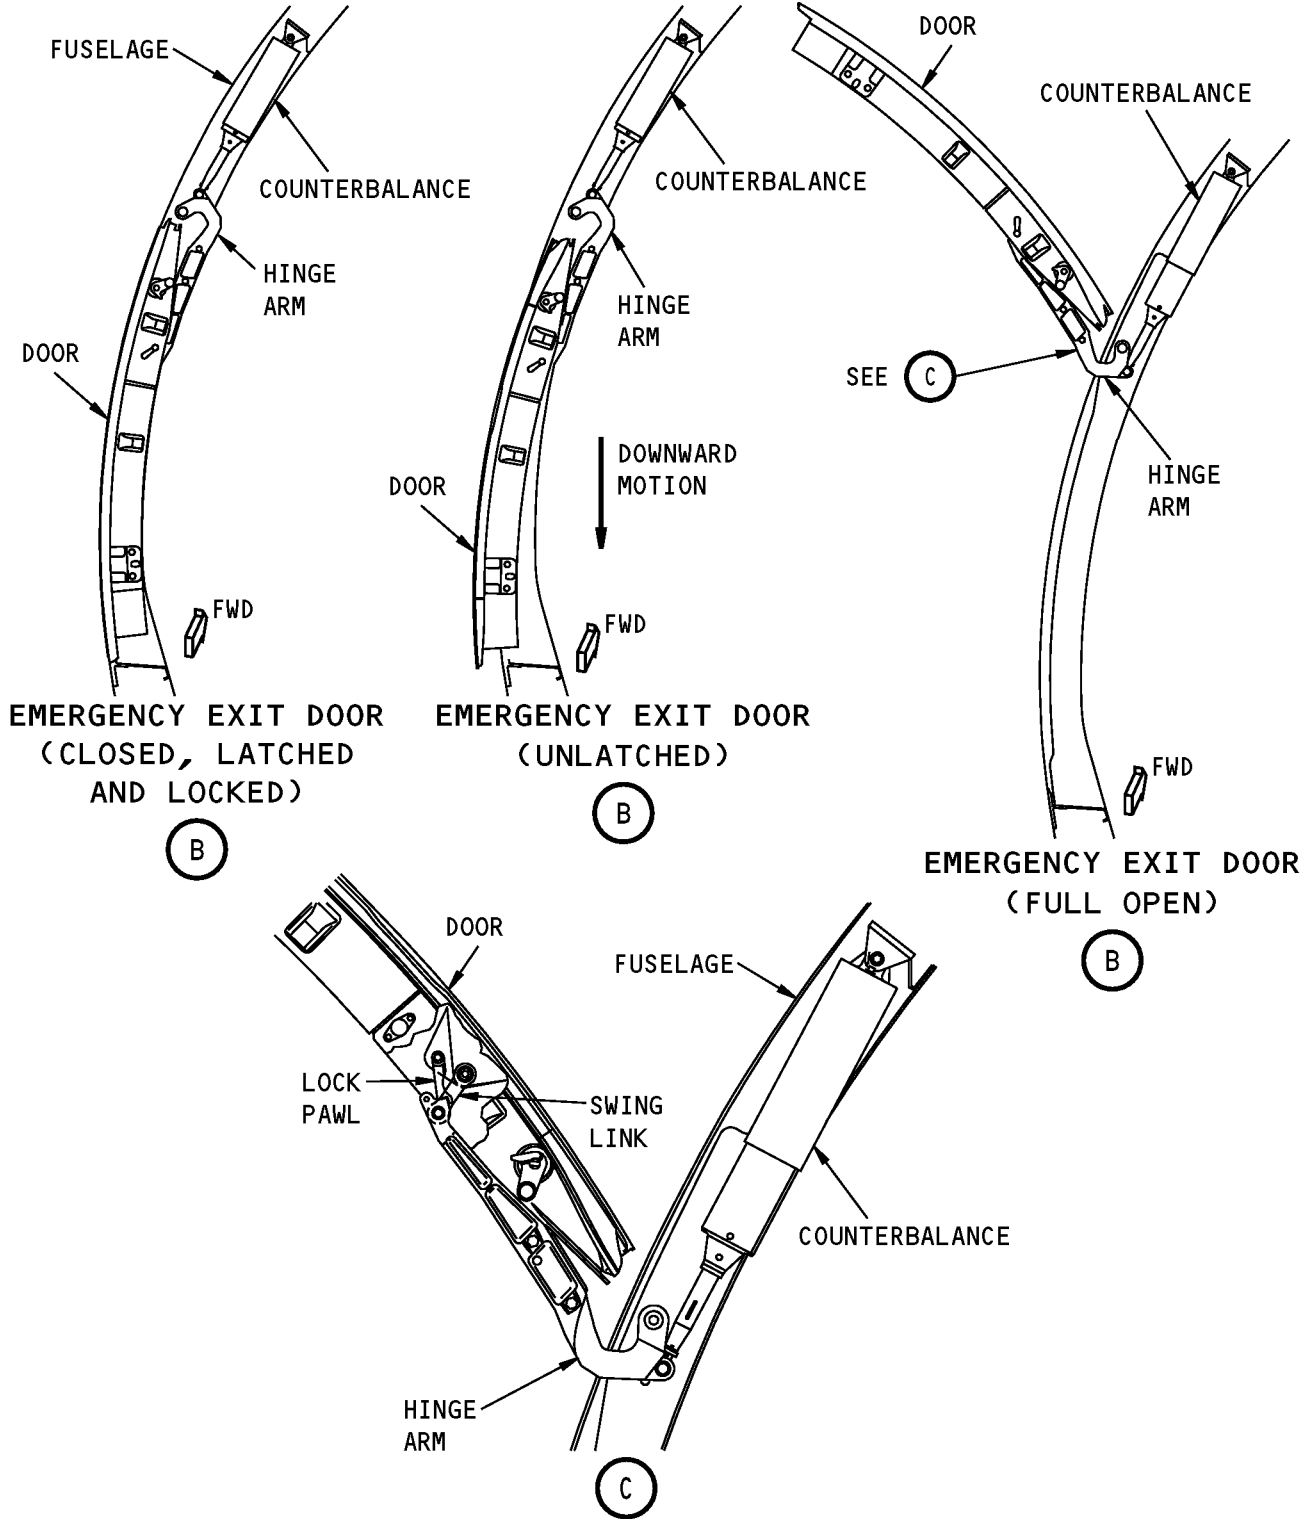 FUSELAGE
COUNTERBALANCE
HINGE
ARM
DOOR
FWD
EMERGENCY EXIT DOOR
(CLOSED, LATCHED
AND LOCKED)
B
COUNTERBALANCE
HINGE
ARM
DOWNWARD
MOTION
DOOR
FWD
EMERGENCY EXIT DOOR
(UNLATCHED)
B
DOOR
COUNTERBALANCE
SEE C
HINGE
ARM
FWD
EMERGENCY EXIT DOOR
(FULL OPEN)
B
DOOR
FUSELAGE
LOCK
PAWL
SWING
LINK
COUNTERBALANCE
HINGE
ARM
C